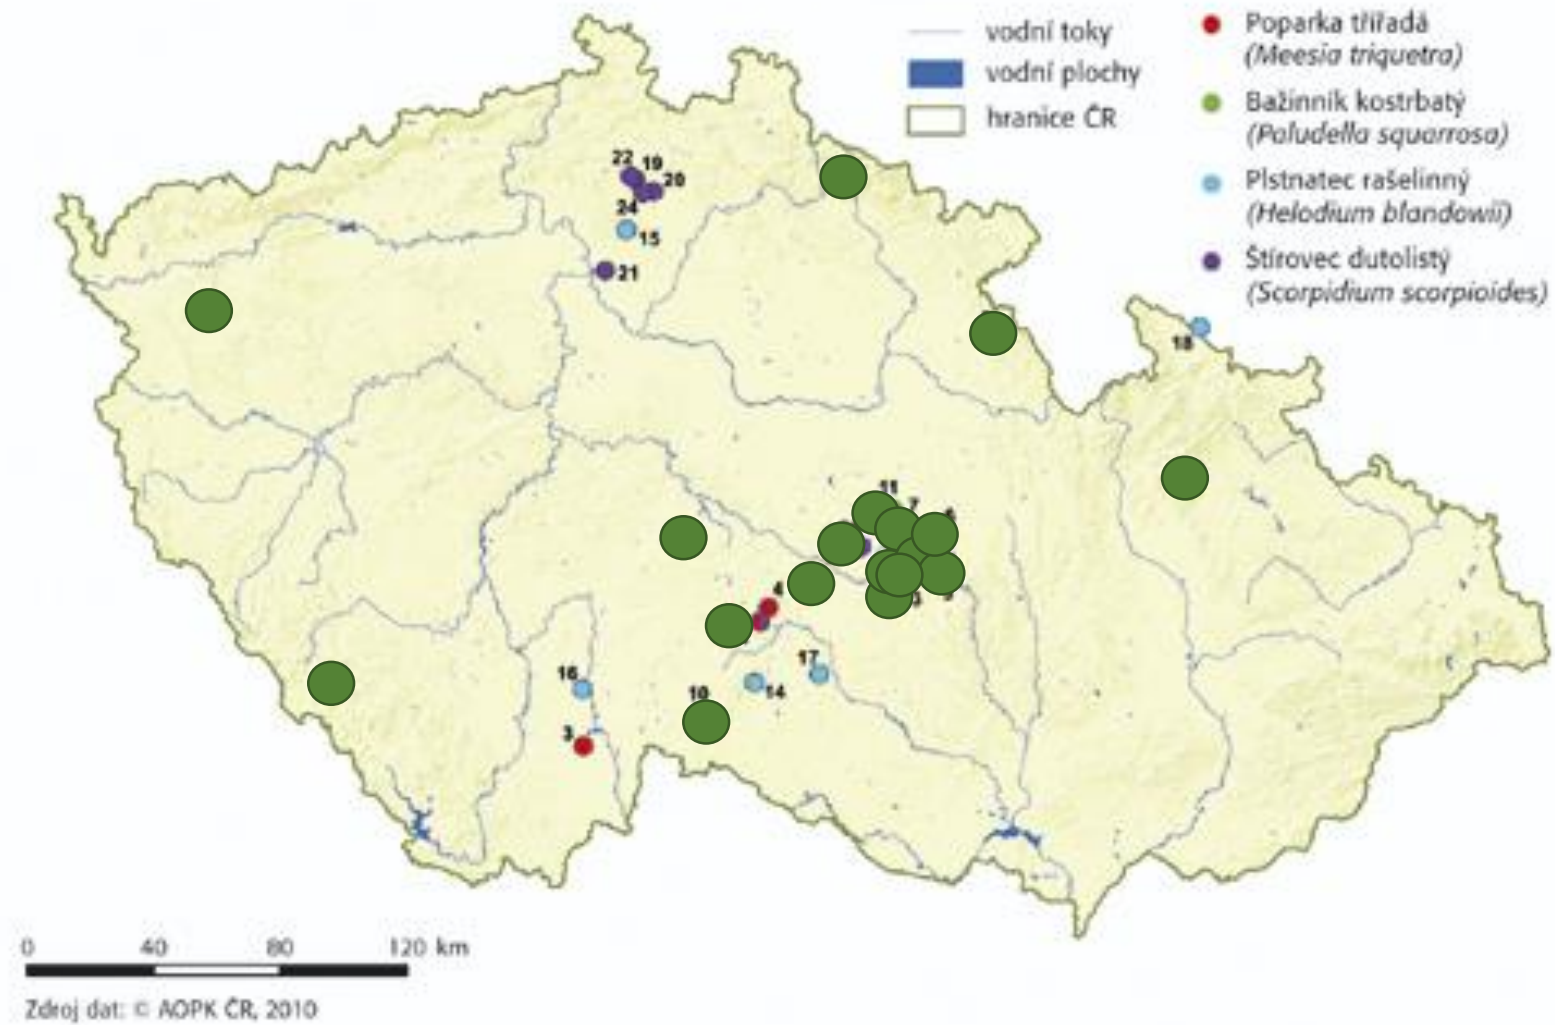 vodní toky
vodní plochy
hranice ČR
Poparka třířadá
(Meesia triquetra)
Bažinník kostrbatý
(Paludella squarrosa)
Plstnatec rašelinný
(Helodium blandowii)
Štírovec dutolistý
(Scorpidium scorpioides)
22
19
20
24
15
21
18
11
7
6
4
16
17
14
10
3
0 40 80 120 km
Zdroj dat: © AOPK ČR, 2010